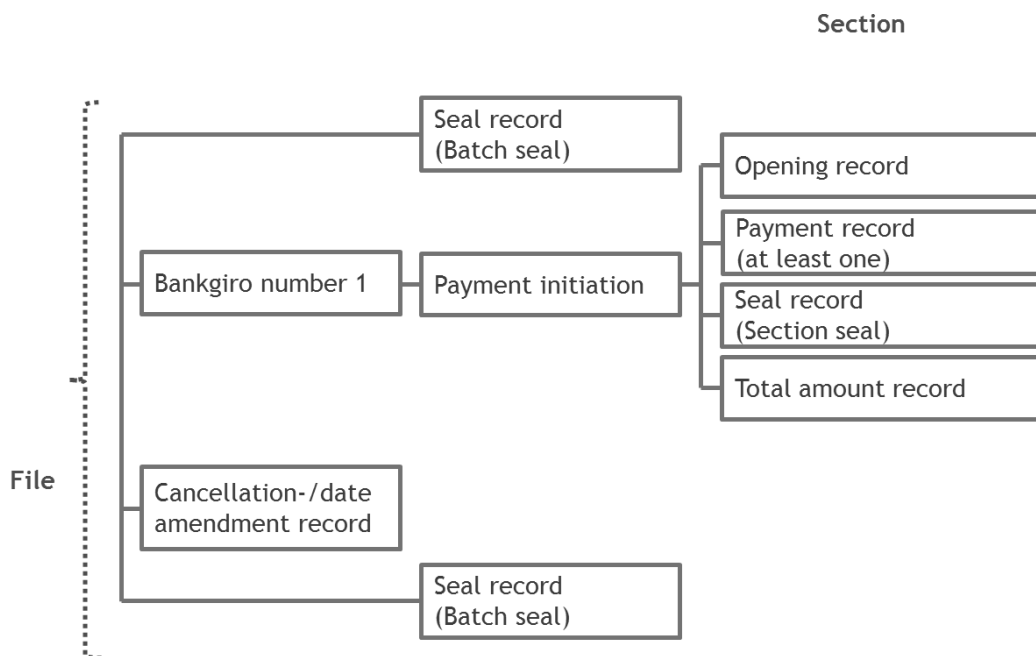 Section
Seal record
(Batch seal)
Opening record
Payment record
(at least one)
Bankgiro number 1
Payment initiation
Seal record
(Section seal)
Total amount record
File
Cancellation-/date
amendment record
Seal record
(Batch seal)